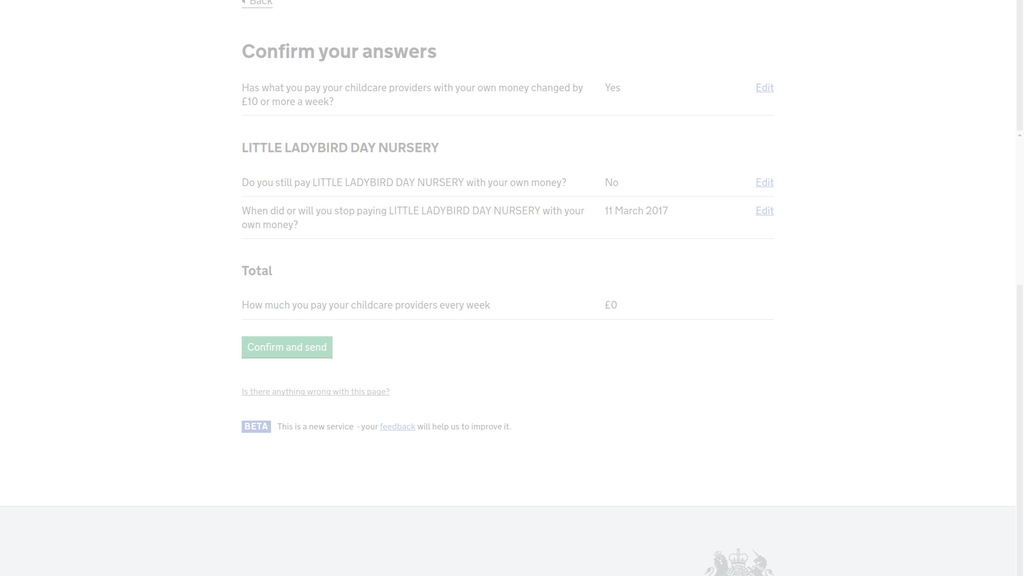 Back
Confirm your answers
Has what you pay your childcare providers with your own money changed by Yes Edit
£10 or more a week?
LITTLE LADYBIRD DAY NURSERY
Do you still pay LITTLE LADYBIRD DAY NURSERY with your own money? No Edit
When did or will you stop paying LITTLE LADYBIRD DAY NURSERY with your 11 March 2017 Edit
own money?
Total
How much you pay your childcare providers every week £0
Confirm and send
Is there anything wrong with this page?
BETA This is a new service - your feedback will help us to improve it.